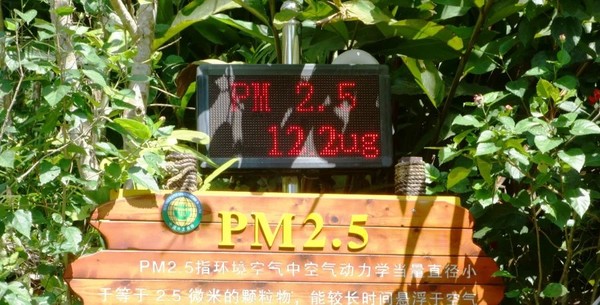 PM 2.5
122ug
PM2.5
PM2.5指环境空气中空气动力学当量直径小
于等于 2.5 微米的颗粒物，能较长时间悬浮于空气